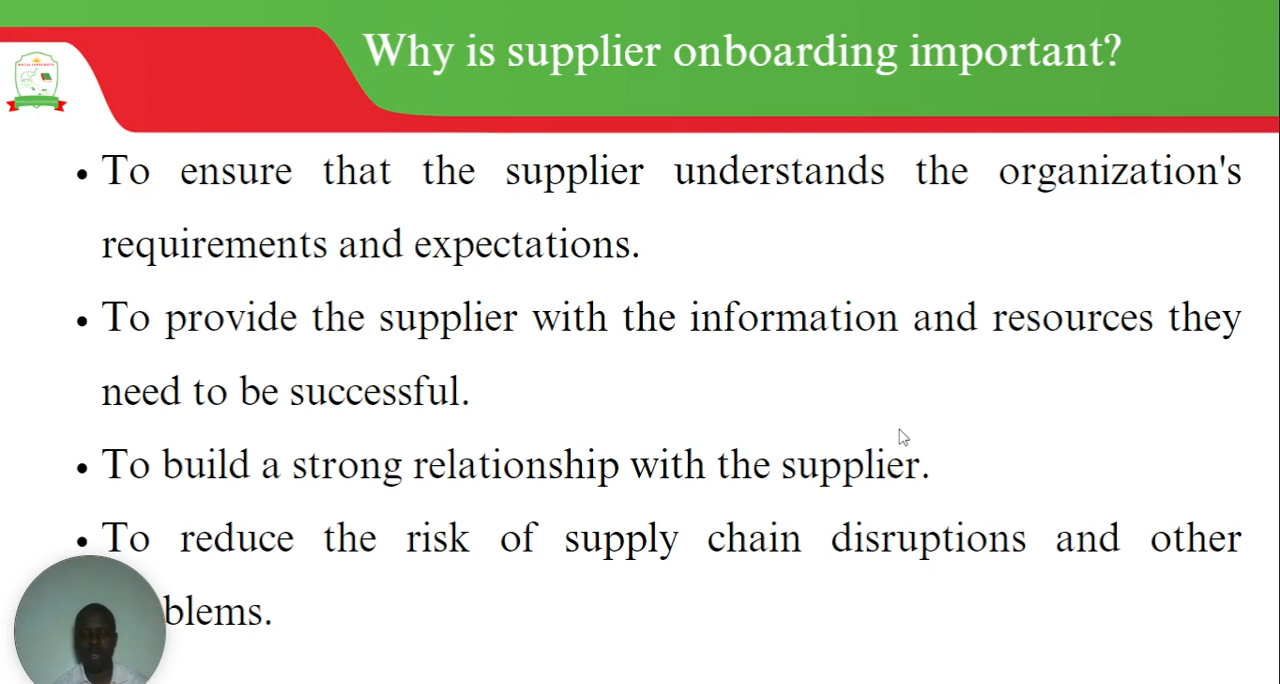 Why is supplier onboarding important?
• To ensure that the supplier understands the organization's
requirements and expectations.
• To provide the supplier with the information and resources they
need to be successful.
• To build a strong relationship with the supplier.
• To reduce the risk of supply chain disruptions and other
blems.